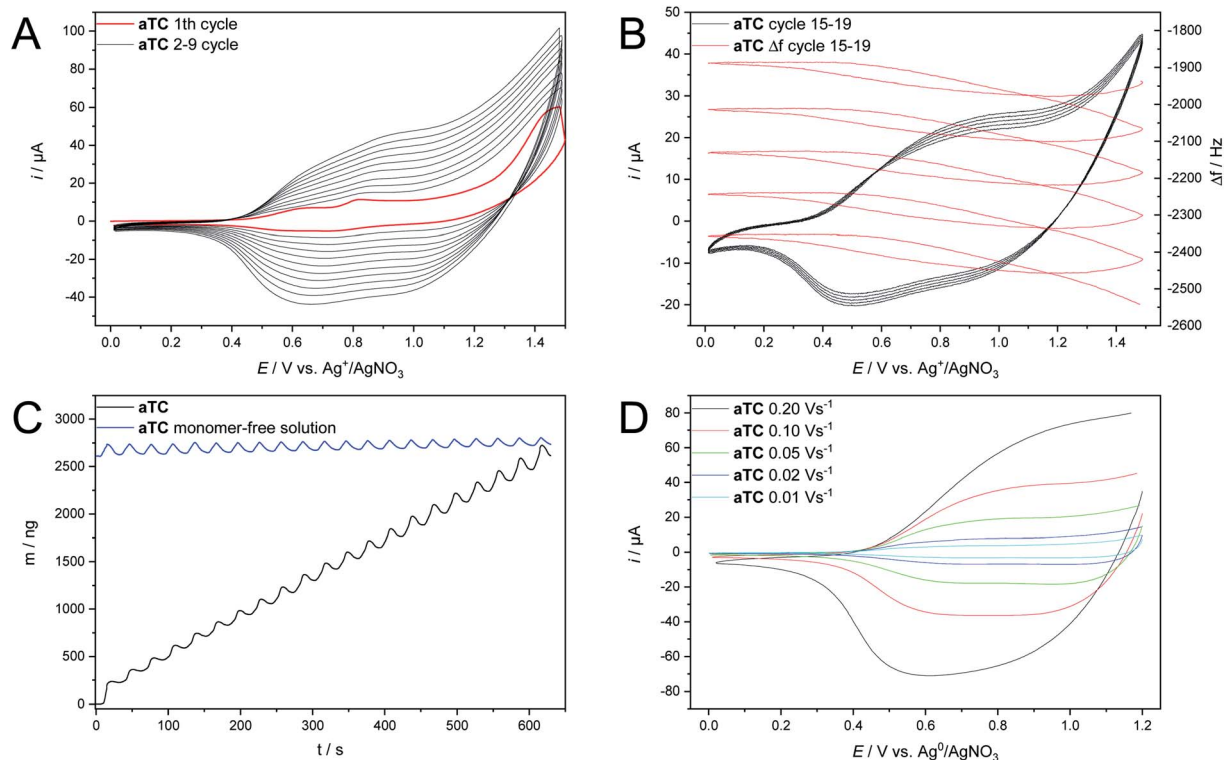 A
aTC 1th cycle
aTC 2-9 cycle
100
80
60
40
20
0
-20
-40
i / µA
0.0 0.2 0.4 0.6 0.8 1.0 1.2 1.4
E / V vs. Ag⁺/AgNO₃
B
aTC cycle 15-19
aTC Δf cycle 15-19
50
40
30
20
10
0
-10
-20
i / µA
-1800
-1900
-2000
-2100
-2200
-2300
-2400
-2500
-2600
Δf / Hz
0.0 0.2 0.4 0.6 0.8 1.0 1.2 1.4
E / V vs. Ag⁺/AgNO₃
C
aTC
aTC monomer-free solution
3000
2750
2500
2250
2000
1750
1500
1250
1000
750
500
250
0
m / ng
0 100 200 300 400 500 600
t / s
D
aTC 0.20 Vs⁻¹
aTC 0.10 Vs⁻¹
aTC 0.05 Vs⁻¹
aTC 0.02 Vs⁻¹
aTC 0.01 Vs⁻¹
80
60
40
20
0
-20
-40
-60
-80
i / µA
0.0 0.2 0.4 0.6 0.8 1.0 1.2
E / V vs. Ag⁰/AgNO₃